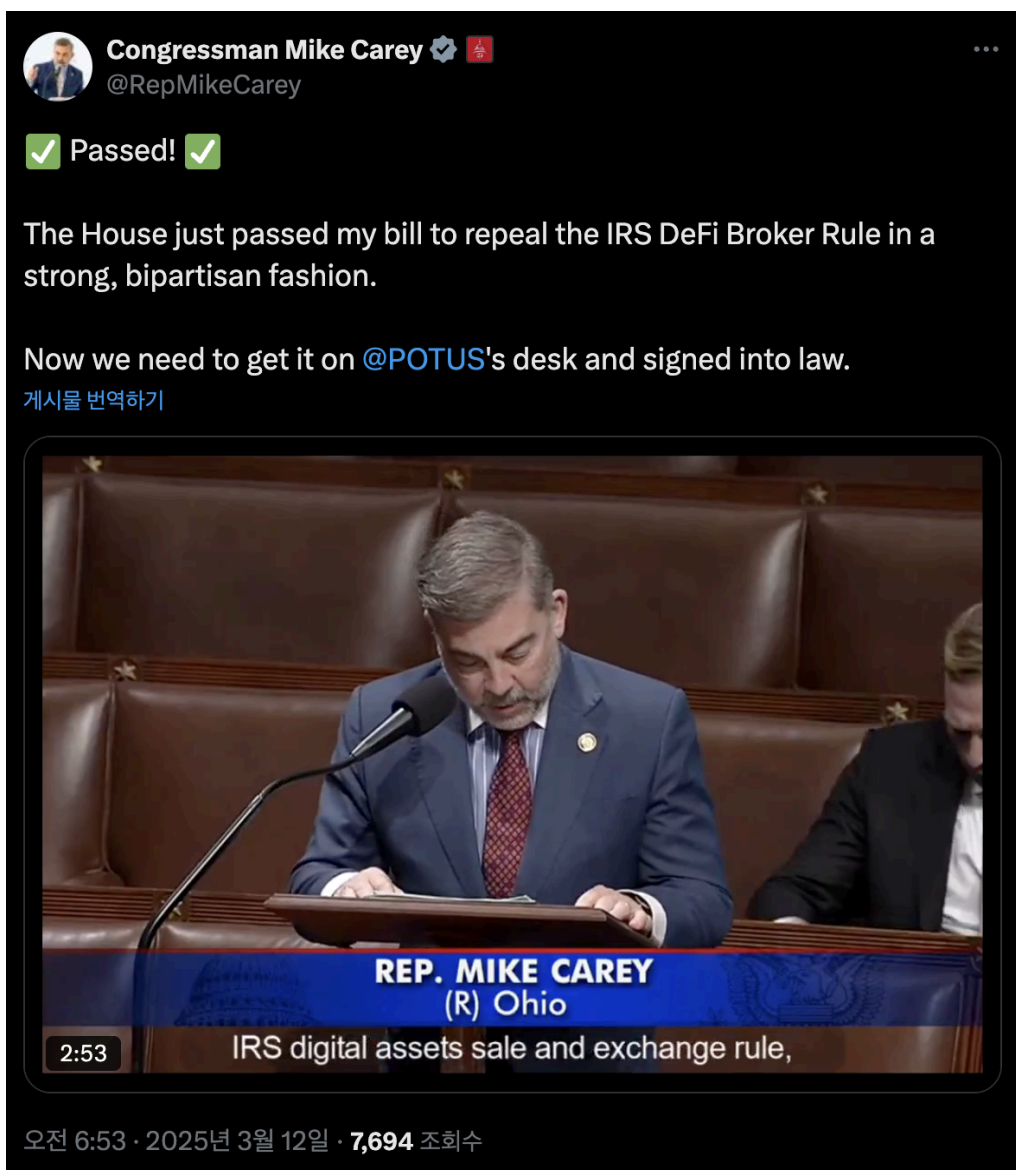 Congressman Mike Carey
@RepMikeCarey
✅ Passed! ✅
The House just passed my bill to repeal the IRS DeFi Broker Rule in a
strong, bipartisan fashion.
Now we need to get it on @POTUS's desk and signed into law.
게시물 번역하기
REP. MIKE CAREY
(R) Ohio
2:53
IRS digital assets sale and exchange rule,
오전 6:53 · 2025년 3월 12일 · 7,694 조회수